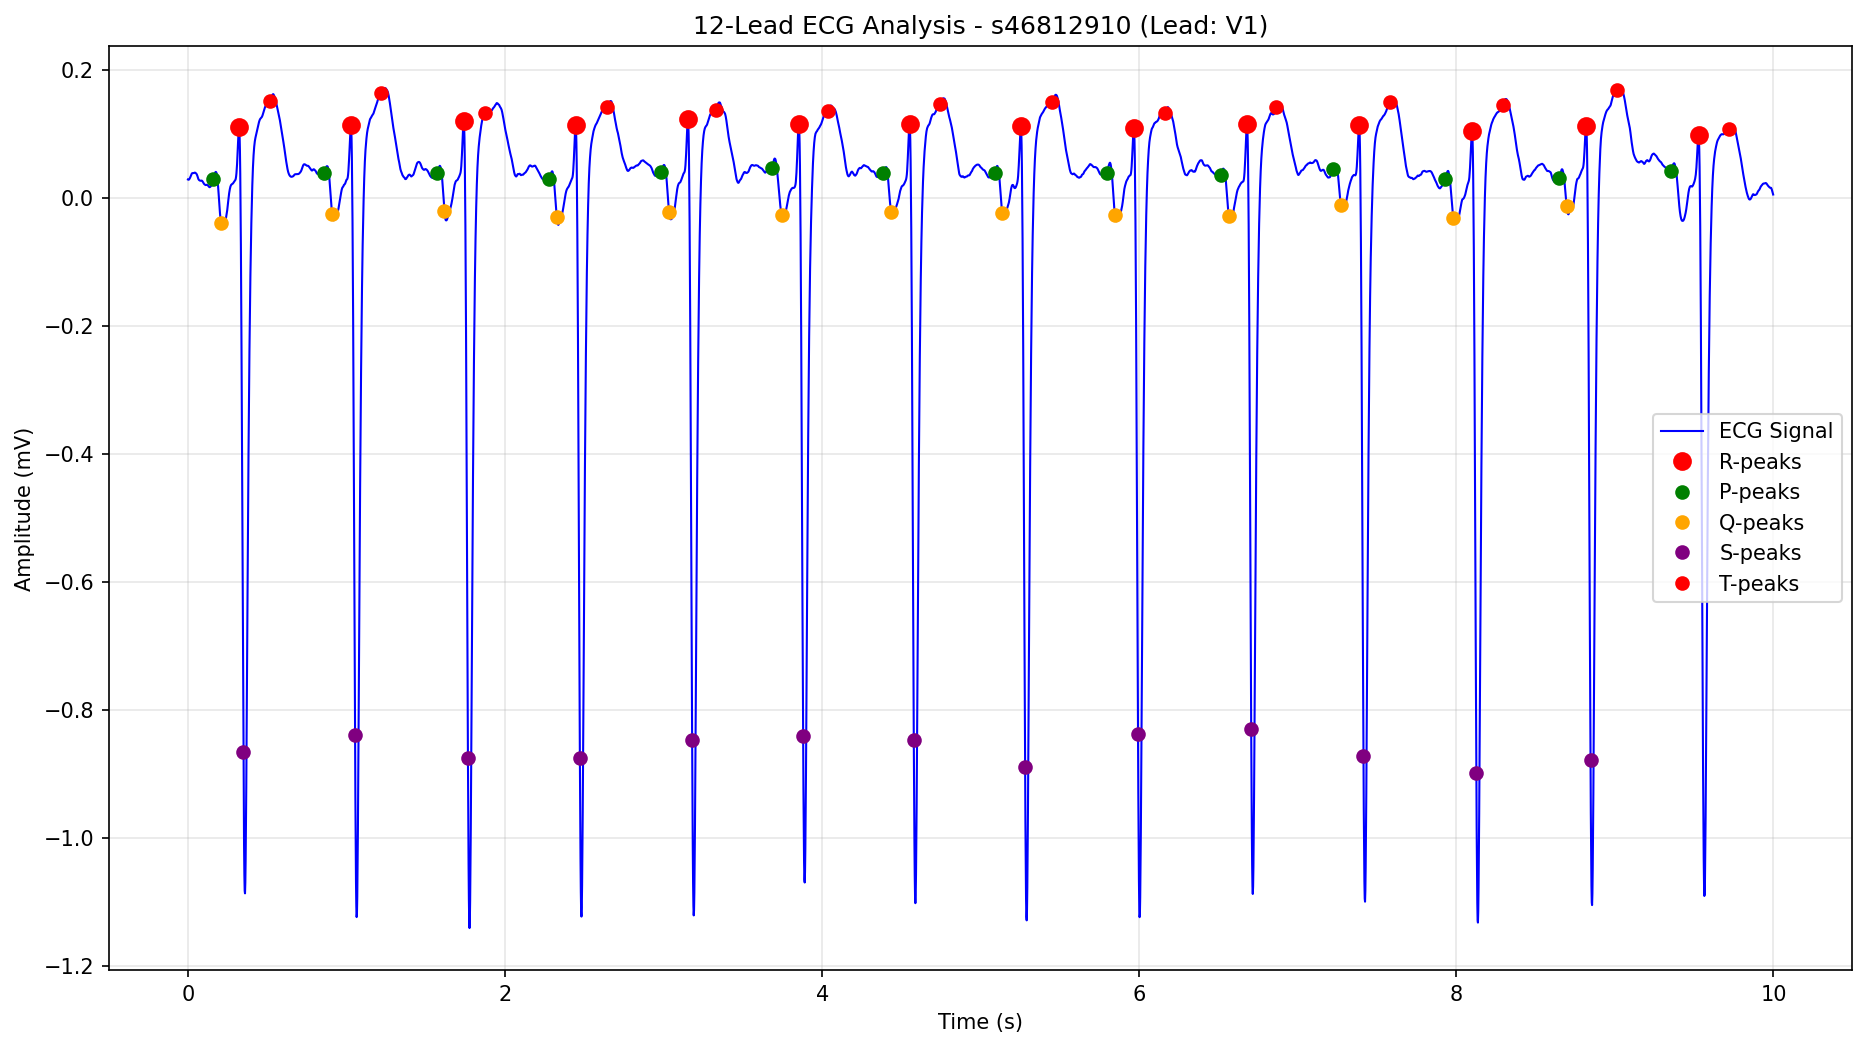 12-Lead ECG Analysis - s46812910 (Lead: V1)
Amplitude (mV)
0.2
0.0
−0.2
−0.4
−0.6
−0.8
−1.0
−1.2
0
2
4
6
8
10
Time (s)
ECG Signal
R-peaks
P-peaks
Q-peaks
S-peaks
T-peaks